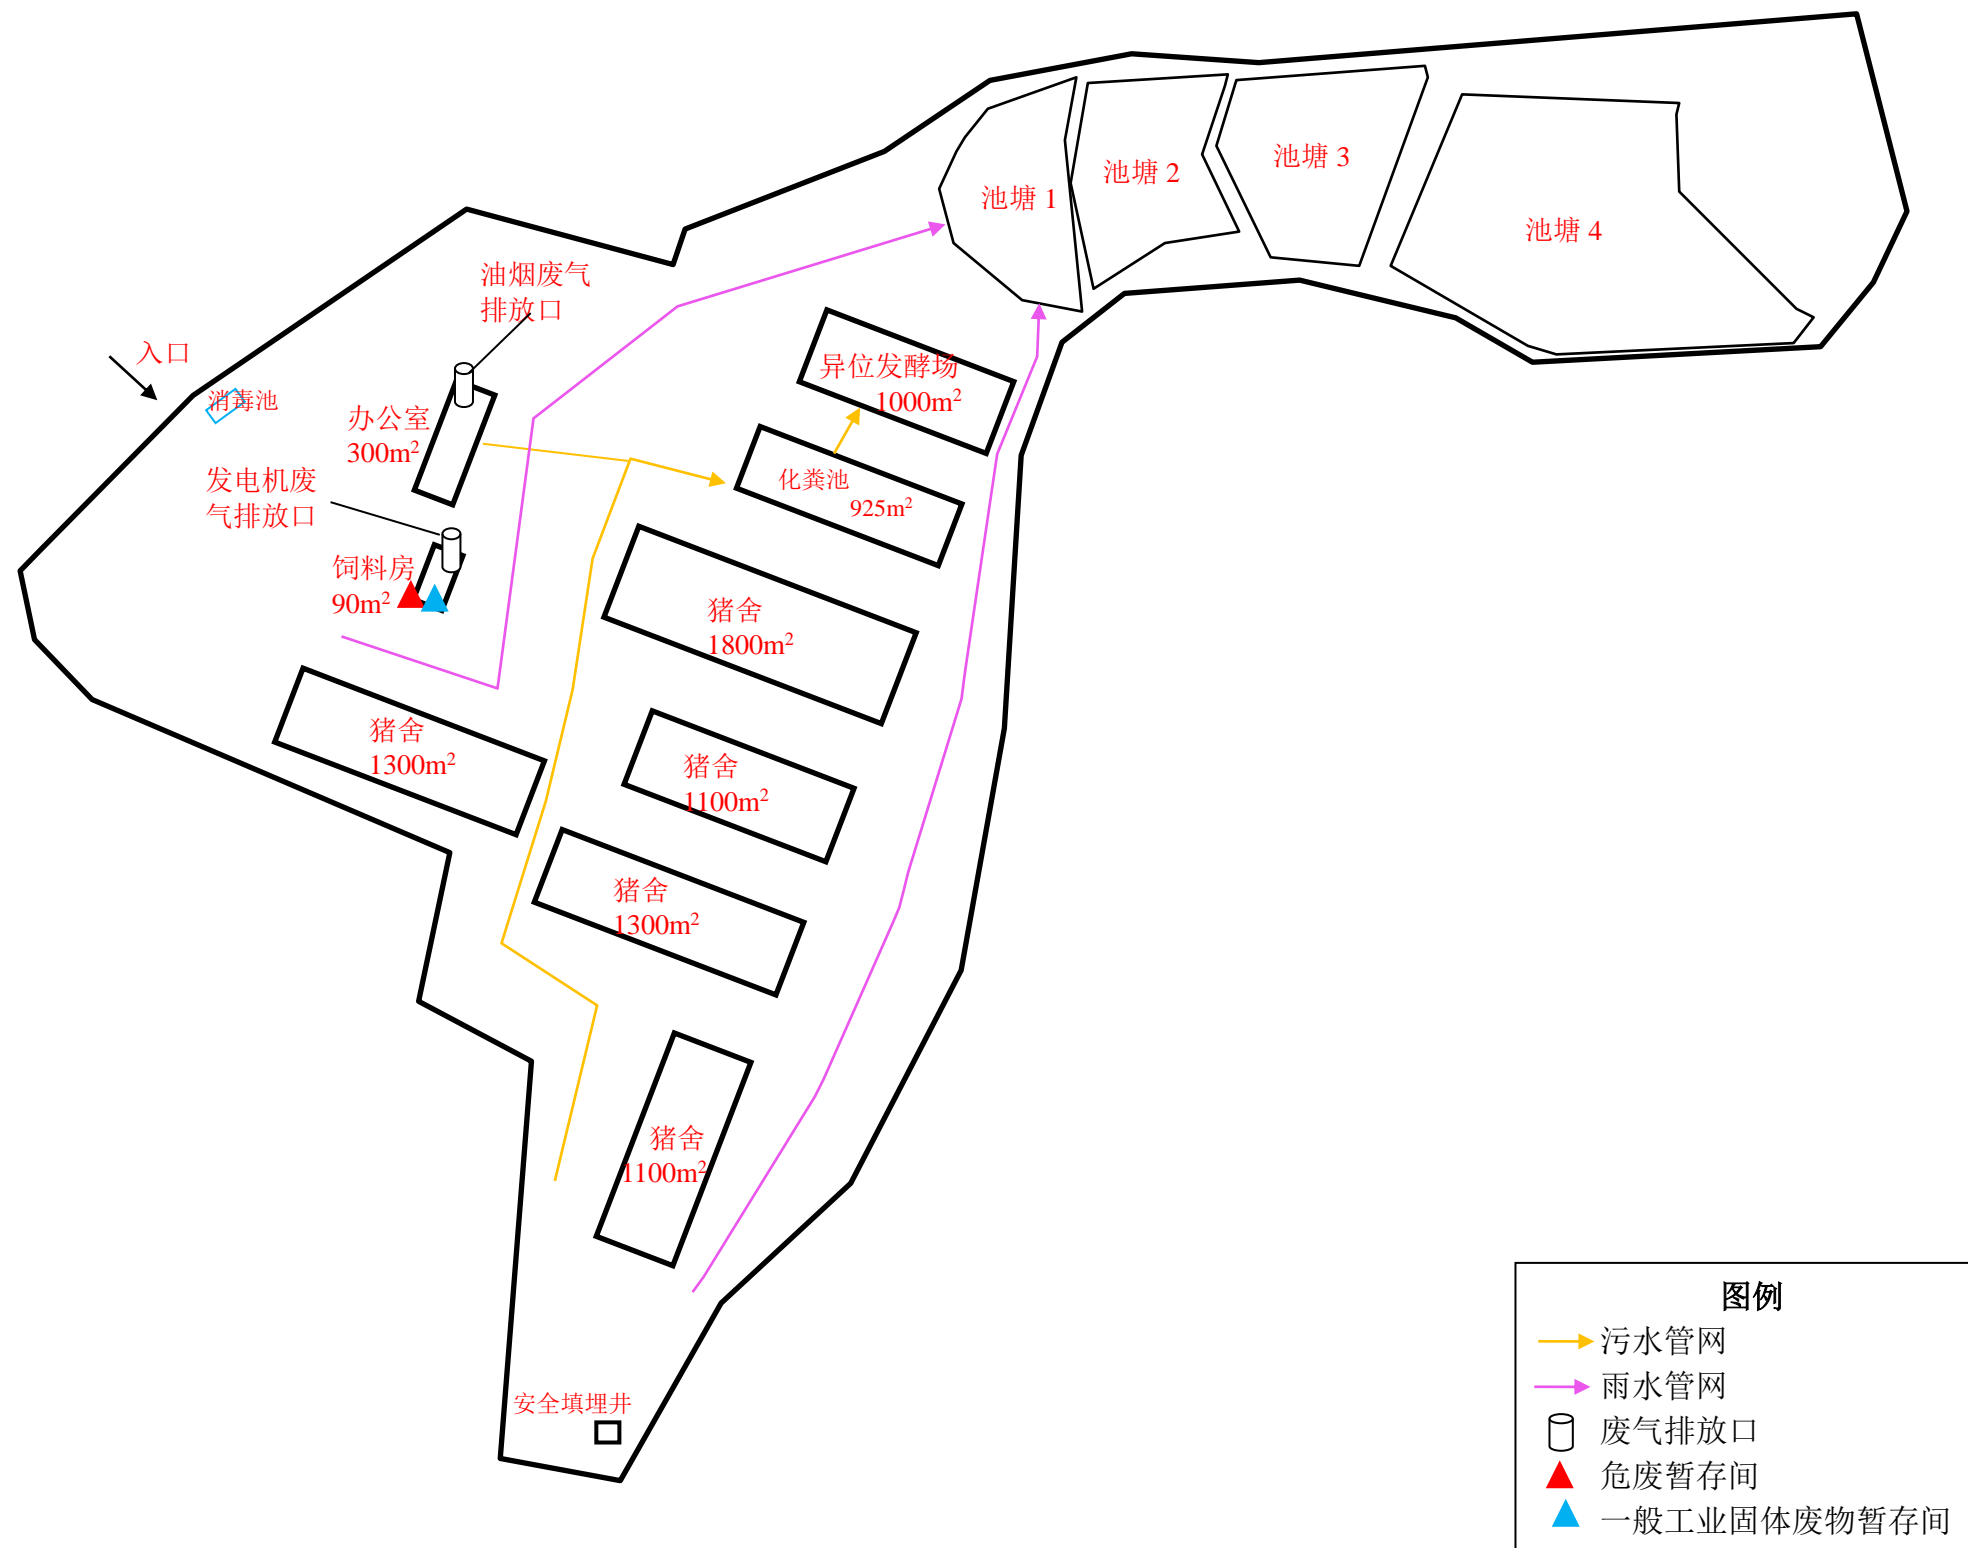 池塘 1
池塘 2
池塘 3
池塘 4
油烟废气
排放口
入口
消毒池
办公室
300m²
异位发酵场
1000m²
发电机废
气排放口
化粪池
925m²
饲料房
90m²
猪舍
1800m²
猪舍
1300m²
猪舍
1100m²
猪舍
1300m²
猪舍
1100m²
安全填埋井
图例
污水管网
雨水管网
废气排放口
危废暂存间
一般工业固体废物暂存间